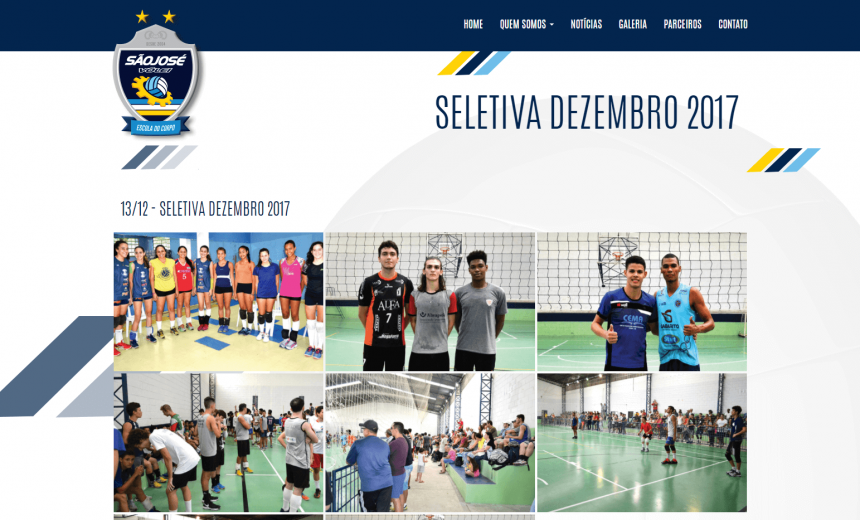 HOME QUEM SOMOS NOTÍCIAS GALERIA PARCEIROS CONTATO
SÃO JOSÉ
VÔLEI
ESCOLA DO CORPO
SELETIVA DEZEMBRO 2017
13/12 - SELETIVA DEZEMBRO 2017
ALFA
7
CEMA